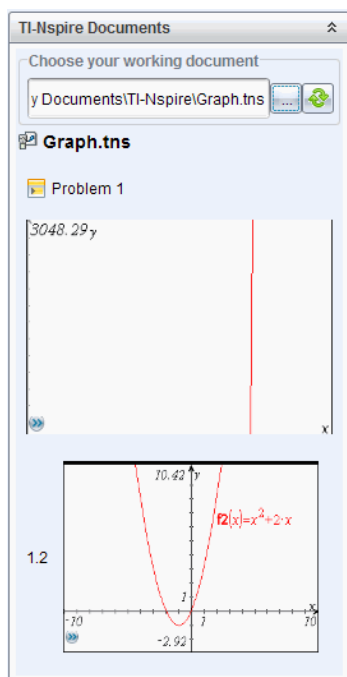 TI-Nspire Documents
Choose your working document
y Documents\TI-Nspire\Graph.tns
...
Graph.tns
Problem 1
3048.29 y
x
10.42 y
f2(x)=x²+2·x
1.2
1
x
-10
1
10
-2.92